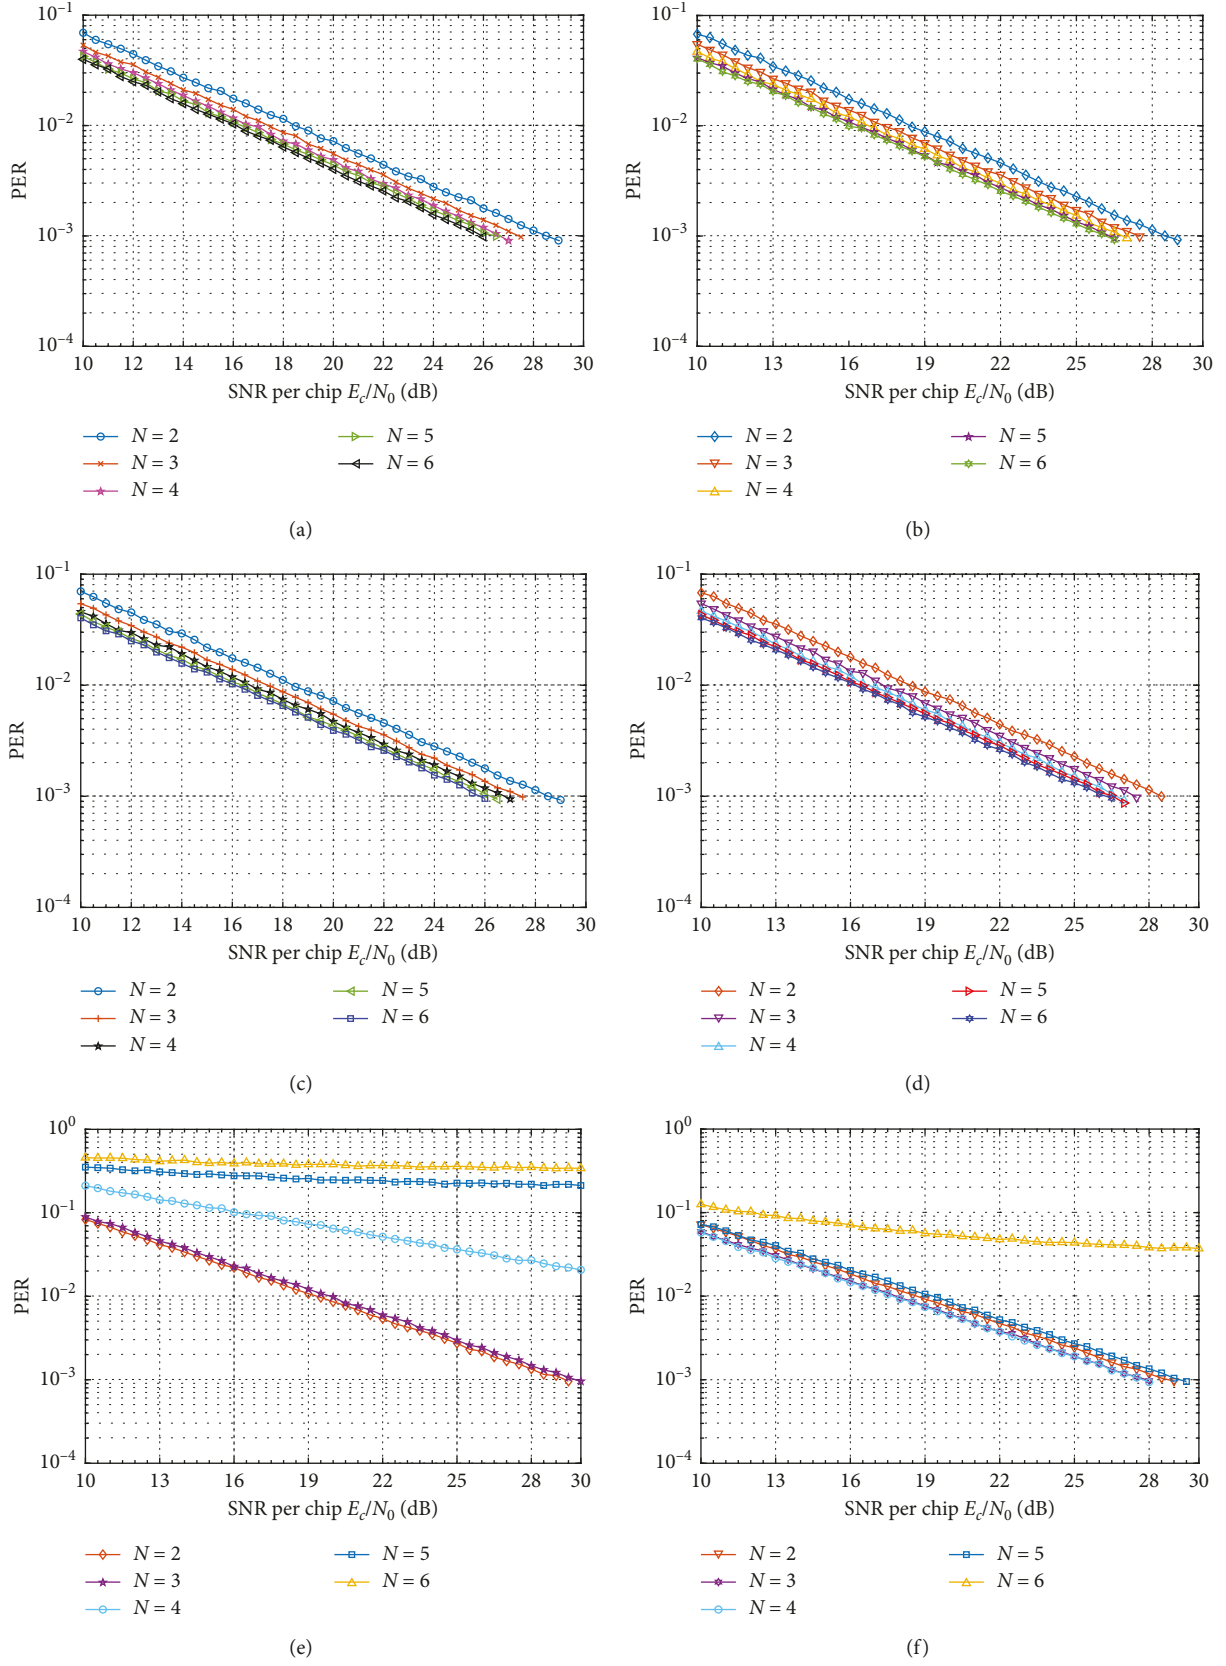 10⁻¹
10⁻²
10⁻³
10⁻⁴
PER
10 12 14 16 18 20 22 24 26 28 30
SNR per chip E_c/N_0 (dB)
N = 2 N = 5
N = 3 N = 6
N = 4
(a)
10⁻¹
10⁻²
10⁻³
10⁻⁴
PER
10 13 16 19 22 25 28 30
SNR per chip E_c/N_0 (dB)
N = 2 N = 5
N = 3 N = 6
N = 4
(b)
10⁻¹
10⁻²
10⁻³
10⁻⁴
PER
10 12 14 16 18 20 22 24 26 28 30
SNR per chip E_c/N_0 (dB)
N = 2 N = 5
N = 3 N = 6
N = 4
(c)
10⁻¹
10⁻²
10⁻³
10⁻⁴
PER
10 13 16 19 22 25 28 30
SNR per chip E_c/N_0 (dB)
N = 2 N = 5
N = 3 N = 6
N = 4
(d)
10⁰
10⁻¹
10⁻²
10⁻³
10⁻⁴
PER
10 13 16 19 22 25 28 30
SNR per chip E_c/N_0 (dB)
N = 2 N = 5
N = 3 N = 6
N = 4
(e)
10⁰
10⁻¹
10⁻²
10⁻³
10⁻⁴
PER
10 13 16 19 22 25 28 30
SNR per chip E_c/N_0 (dB)
N = 2 N = 5
N = 3 N = 6
N = 4
(f)